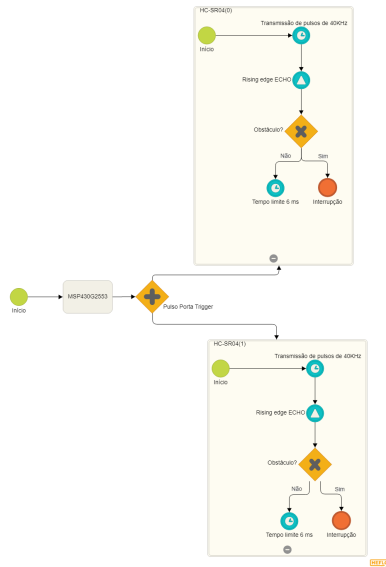 HC-SR04(0)
Transmissão de pulsos de 40KHz
Início
Rising edge ECHO
Obstáculo?
Não
Sim
Tempo limite 6 ms
Interrupção
MSP430G2553
Início
Pulso Porta Trigger
HC-SR04(1)
Transmissão de pulsos de 40KHz
Início
Rising edge ECHO
Obstáculo?
Não
Sim
Tempo limite 6 ms
Interrupção